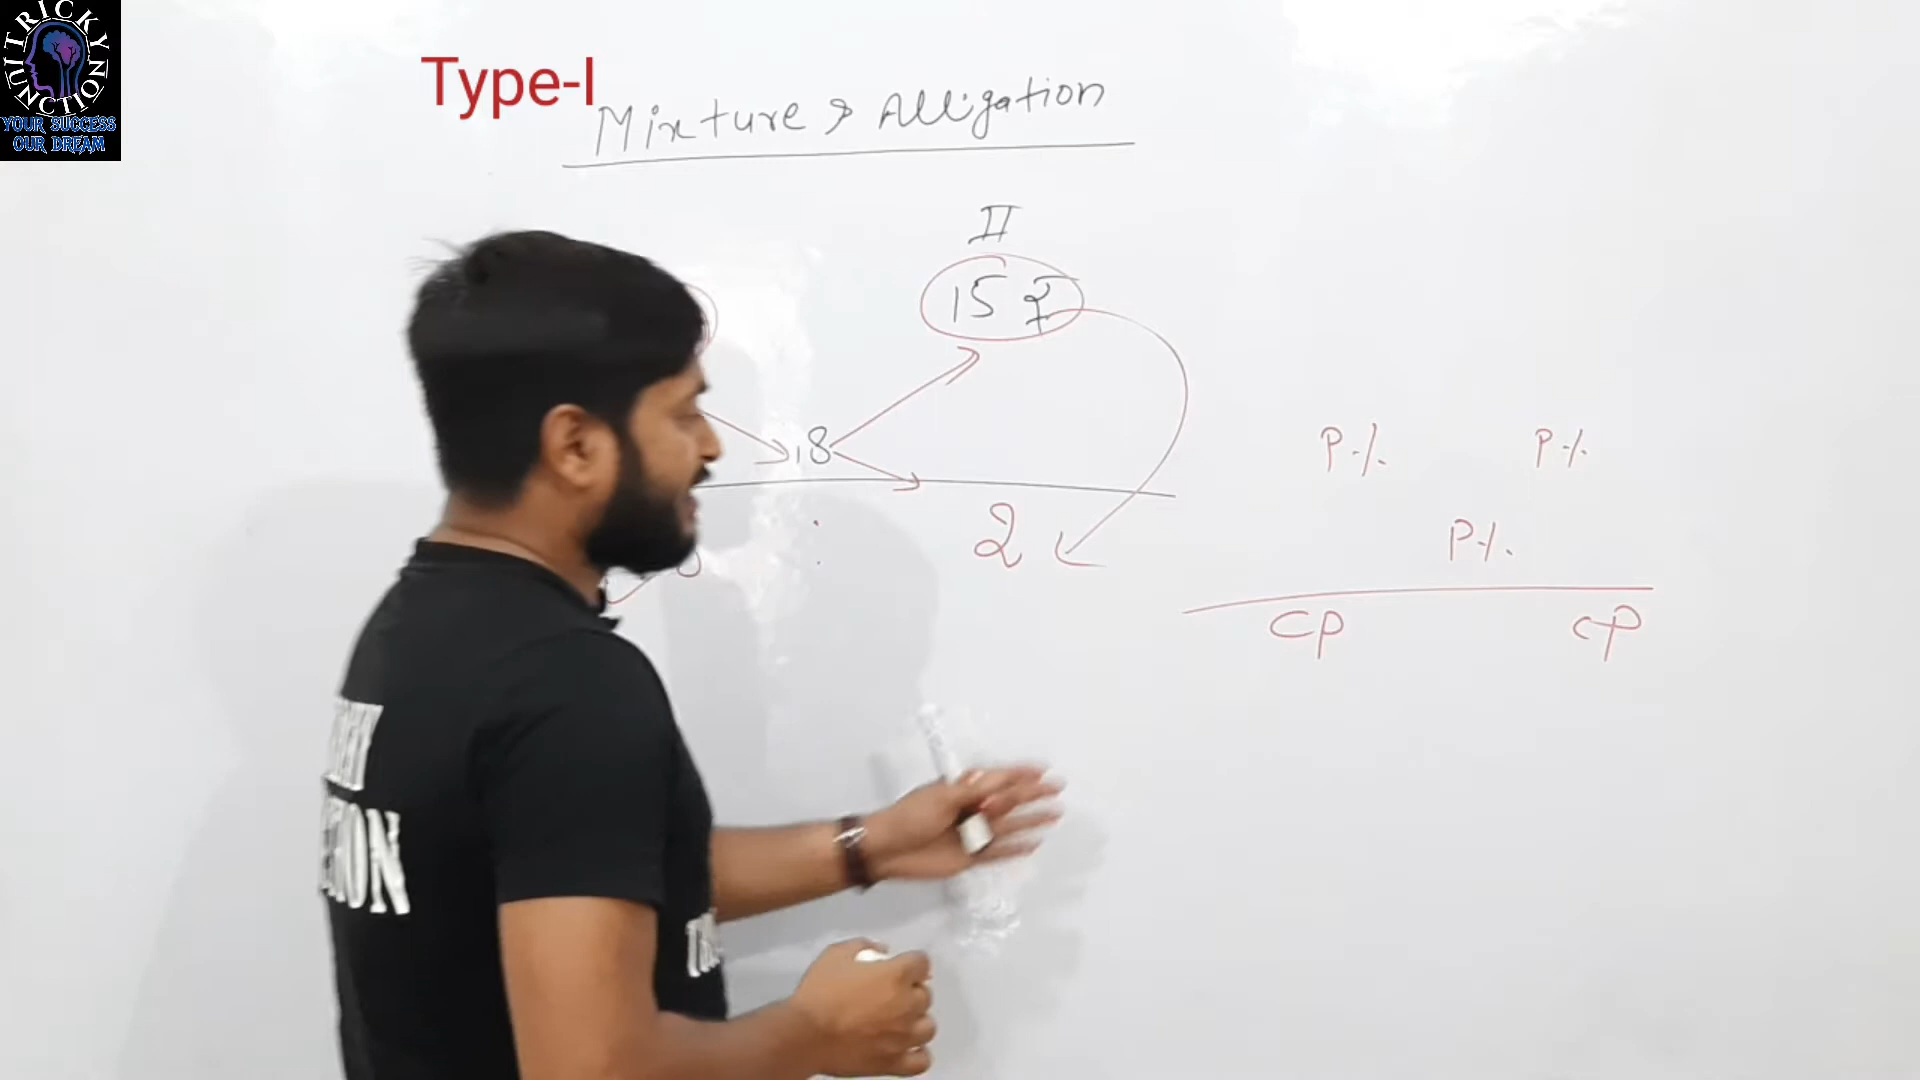 TRICKY JUNCTION
YOUR SUCCESS
OUR DREAM
Type-I
Mixture & Alligation
II
15 ₹
18
P% P%
P%
: 2
CP CP